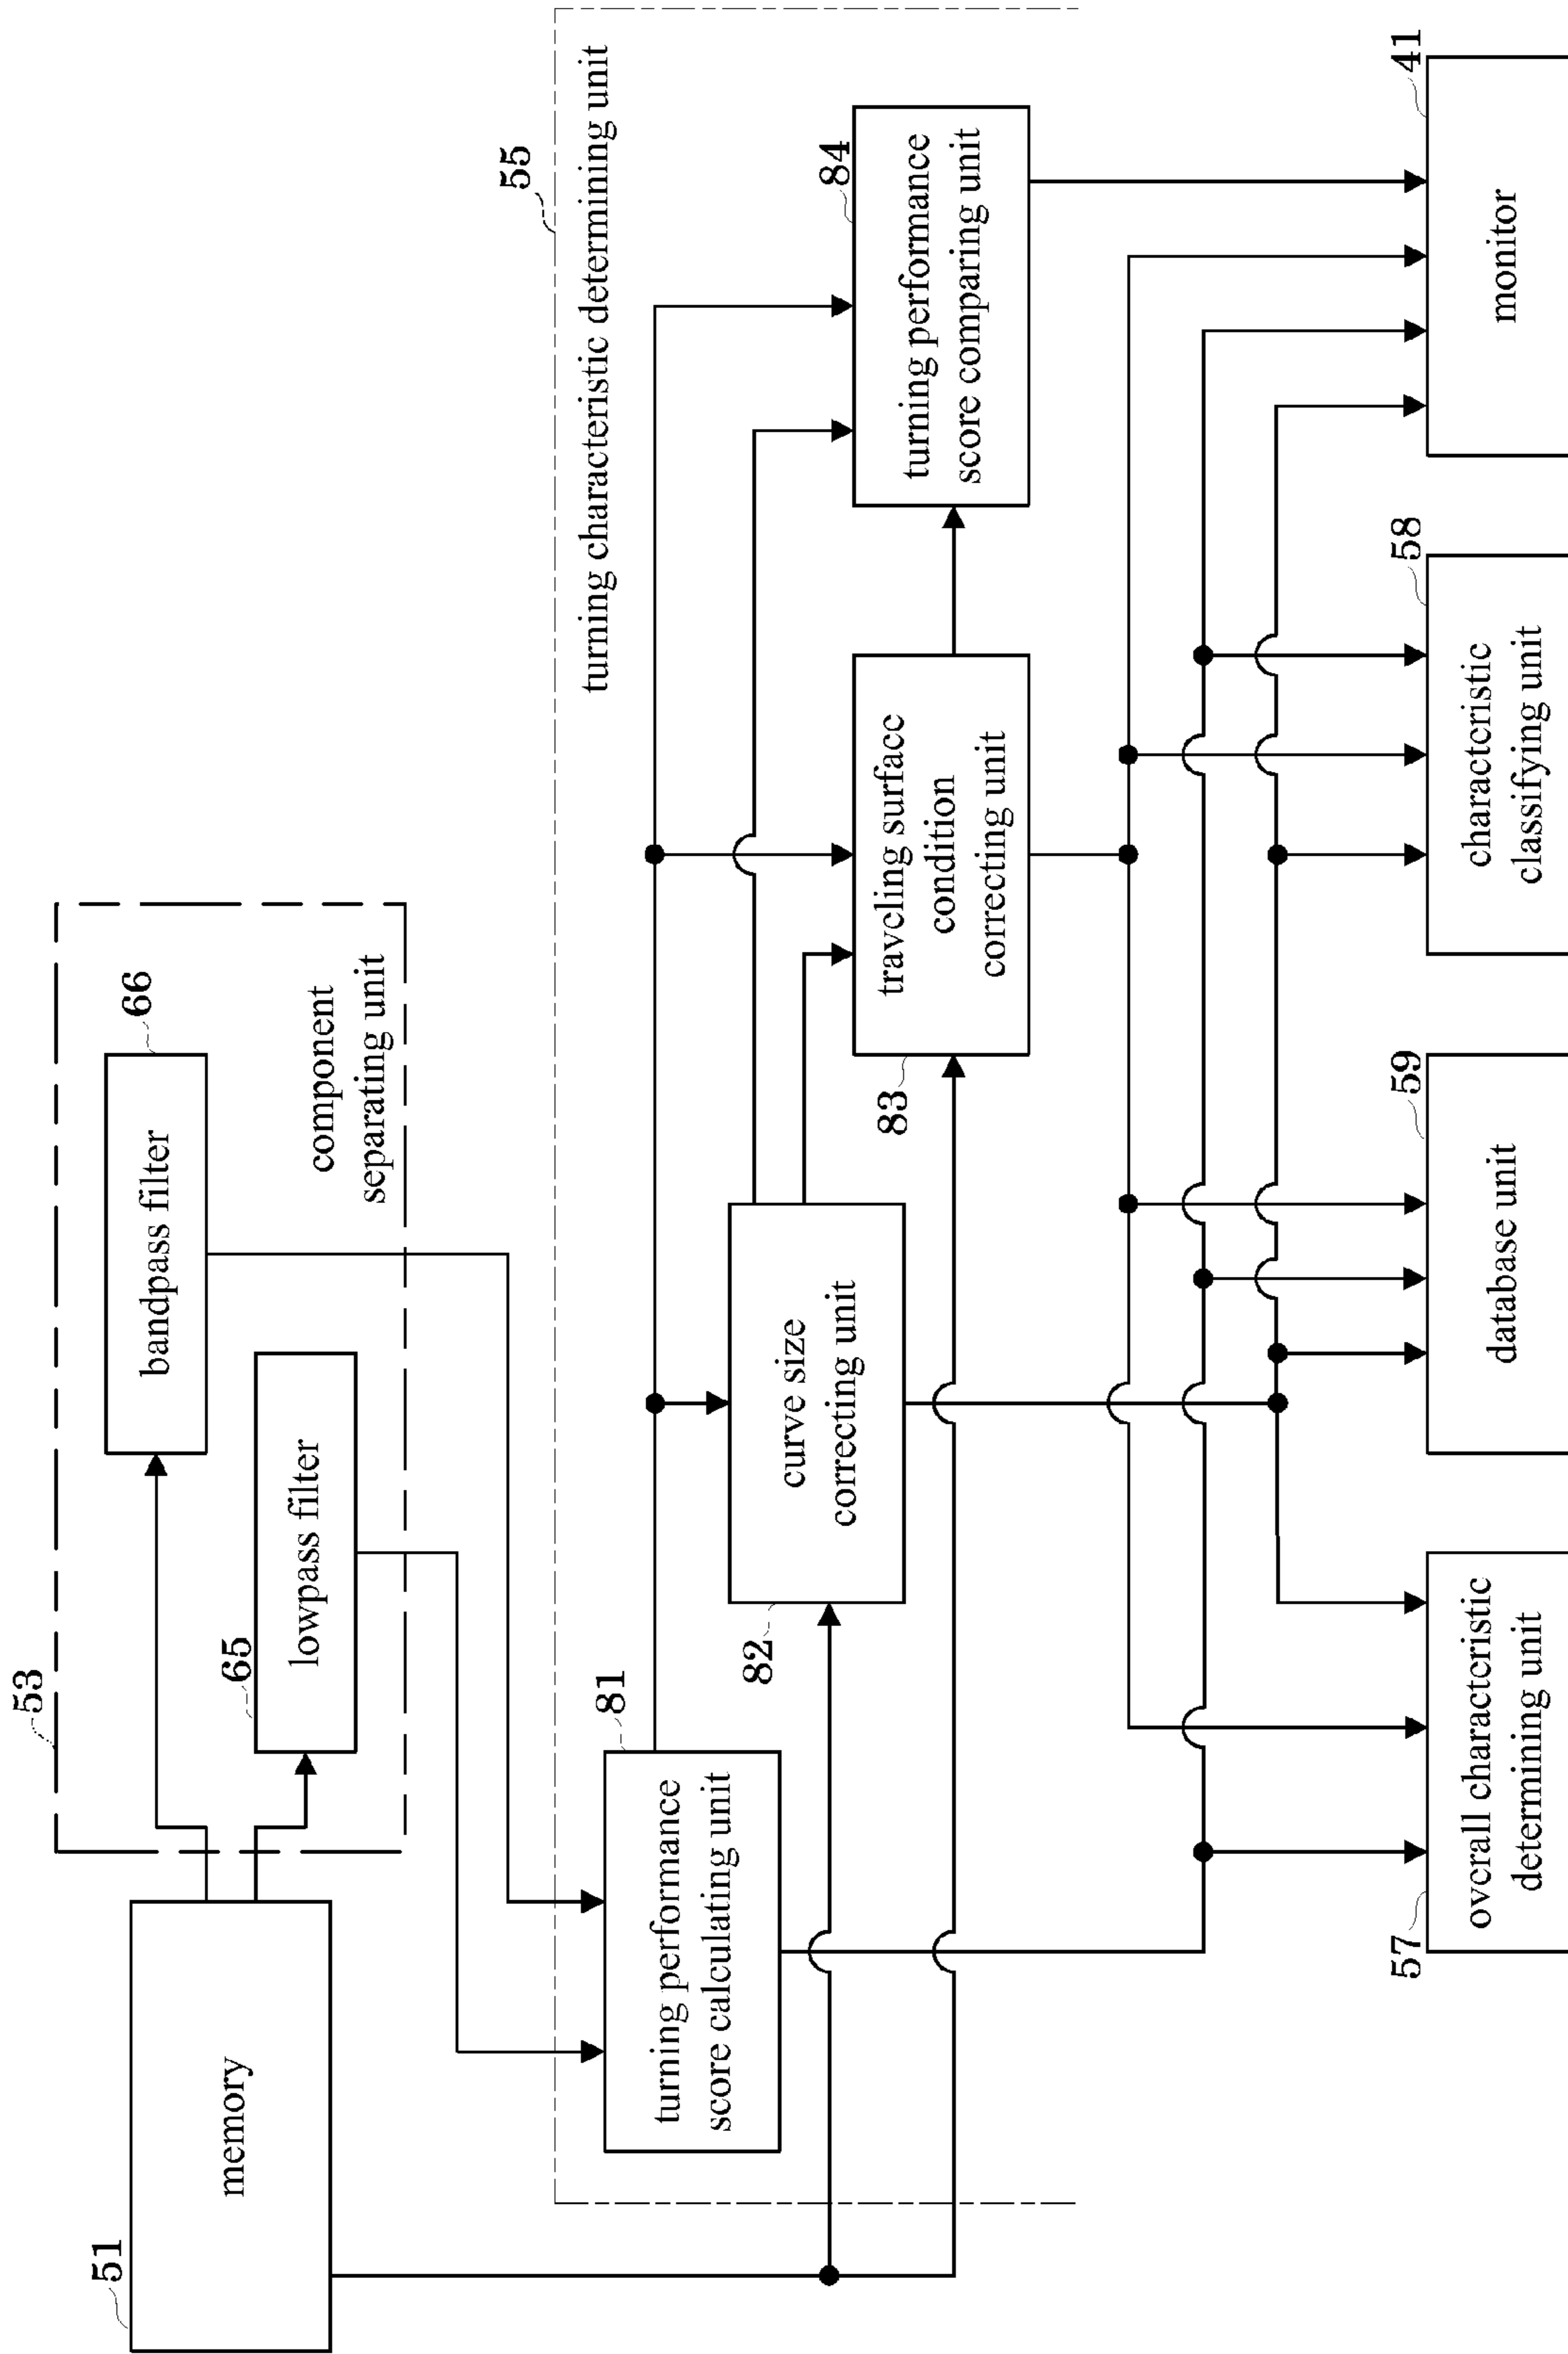 53
51
memory
bandpass filter
66
65
lowpass filter
component
separating unit
55
turning characteristic determining unit
81
turning performance
score calculating unit
82
curve size
correcting unit
83
traveling surface
condition
correcting unit
84
turning performance
score comparing unit
57
overall characteristic
determining unit
59
database unit
58
characteristic
classifying unit
41
monitor